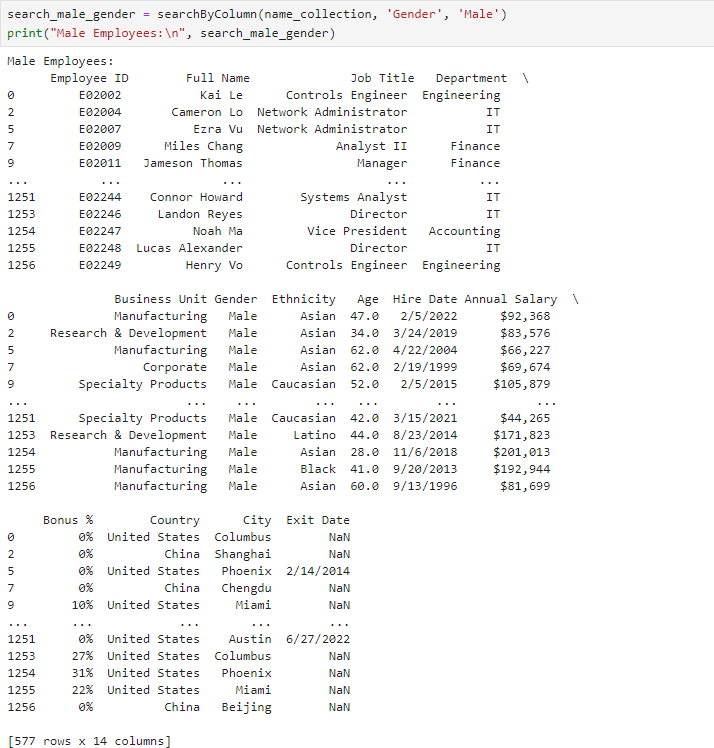 search_male_gender = searchByColumn(name_collection, 'Gender', 'Male')
print("Male Employees:\n", search_male_gender)
Male Employees:
      Employee ID        Full Name              Job Title   Department  \
0          E02002           Kai Le      Controls Engineer  Engineering
2          E02004       Cameron Lo  Network Administrator           IT
5          E02007          Ezra Vu  Network Administrator           IT
7          E02009      Miles Chang             Analyst II      Finance
9          E02011   Jameson Thomas                Manager      Finance
...           ...              ...                    ...          ...
1251       E02244    Connor Howard        Systems Analyst           IT
1253       E02246     Landon Reyes               Director           IT
1254       E02247          Noah Ma         Vice President   Accounting
1255       E02248  Lucas Alexander               Director           IT
1256       E02249         Henry Vo      Controls Engineer  Engineering
               Business Unit Gender  Ethnicity   Age  Hire Date Annual Salary  \
0              Manufacturing   Male      Asian  47.0   2/5/2022       $92,368
2     Research & Development   Male      Asian  34.0  3/24/2019       $83,576
5              Manufacturing   Male      Asian  62.0  4/22/2004       $66,227
7                  Corporate   Male      Asian  62.0  2/19/1999       $69,674
9         Specialty Products   Male  Caucasian  52.0   2/5/2015      $105,879
...                      ...    ...        ...   ...        ...           ...
1251      Specialty Products   Male  Caucasian  42.0  3/15/2021       $44,265
1253  Research & Development   Male     Latino  44.0  8/23/2014      $171,823
1254           Manufacturing   Male      Asian  28.0  11/6/2018      $201,013
1255           Manufacturing   Male      Black  41.0  9/20/2013      $192,944
1256           Manufacturing   Male      Asian  60.0  9/13/1996       $81,699
     Bonus %        Country      City  Exit Date
0         0%  United States  Columbus        NaN
2         0%          China  Shanghai        NaN
5         0%  United States   Phoenix  2/14/2014
7         0%          China   Chengdu        NaN
9        10%  United States     Miami        NaN
...      ...            ...       ...        ...
1251      0%  United States    Austin  6/27/2022
1253     27%  United States  Columbus        NaN
1254     31%  United States   Phoenix        NaN
1255     22%  United States     Miami        NaN
1256      0%          China   Beijing        NaN
[577 rows x 14 columns]